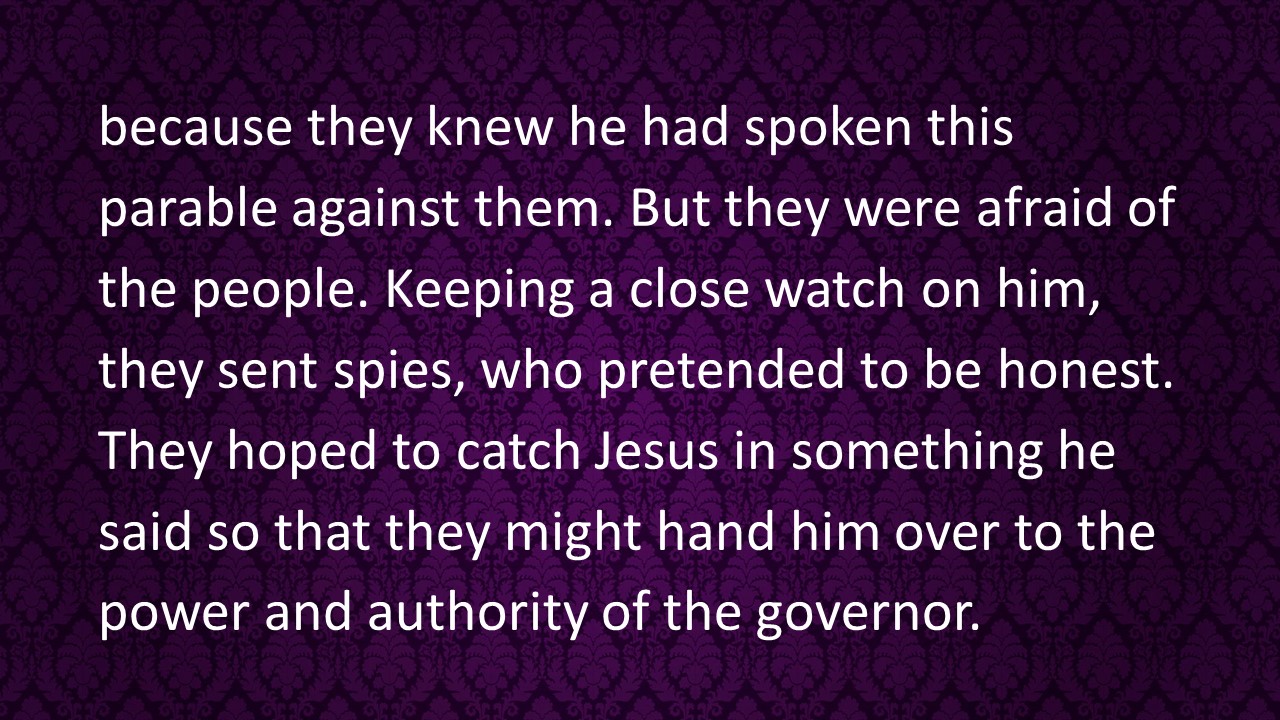 because they knew he had spoken this
parable against them. But they were afraid of
the people. Keeping a close watch on him,
they sent spies, who pretended to be honest.
They hoped to catch Jesus in something he
said so that they might hand him over to the
power and authority of the governor.